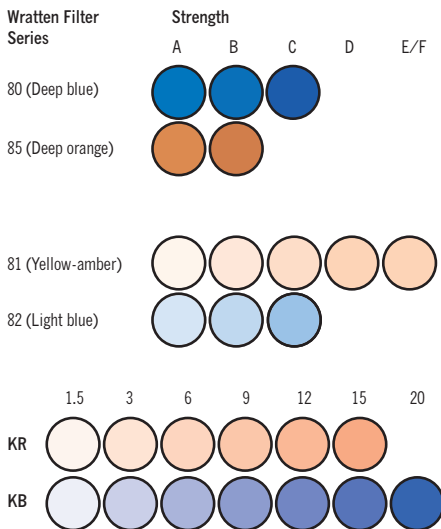 Wratten Filter Strength
Series
A B C D E/F
80 (Deep blue)
85 (Deep orange)
81 (Yellow-amber)
82 (Light blue)
1.5 3 6 9 12 15 20
KR
KB